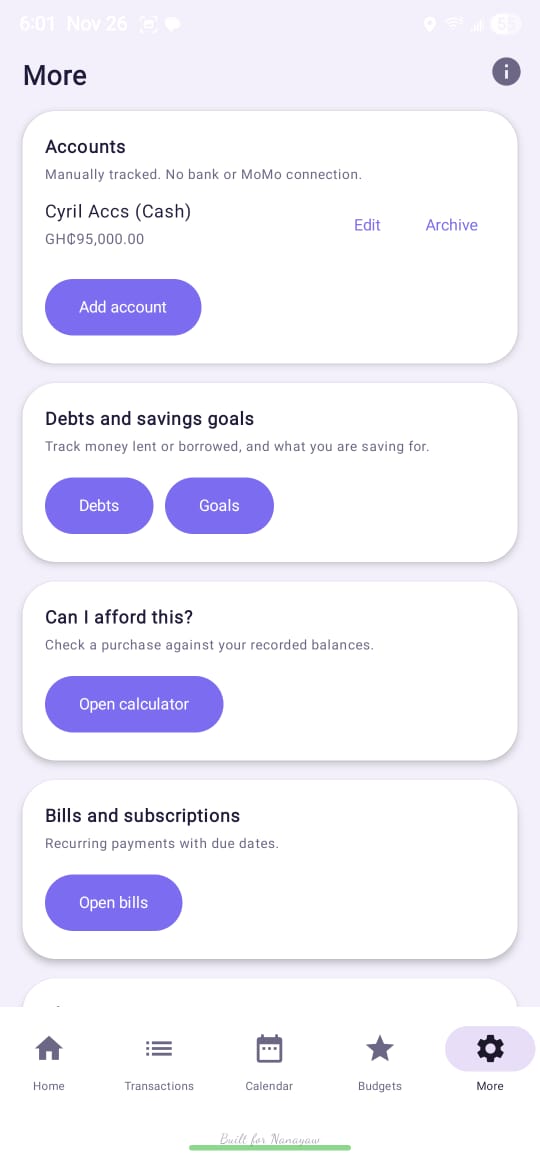 6:01 Nov 26
More
Accounts
Manually tracked. No bank or MoMo connection.
Cyril Accs (Cash)
GH₵95,000.00
Edit
Archive
Add account
Debts and savings goals
Track money lent or borrowed, and what you are saving for.
Debts
Goals
Can I afford this?
Check a purchase against your recorded balances.
Open calculator
Bills and subscriptions
Recurring payments with due dates.
Open bills
Home
Transactions
Calendar
Budgets
More
Built for Nanayaw